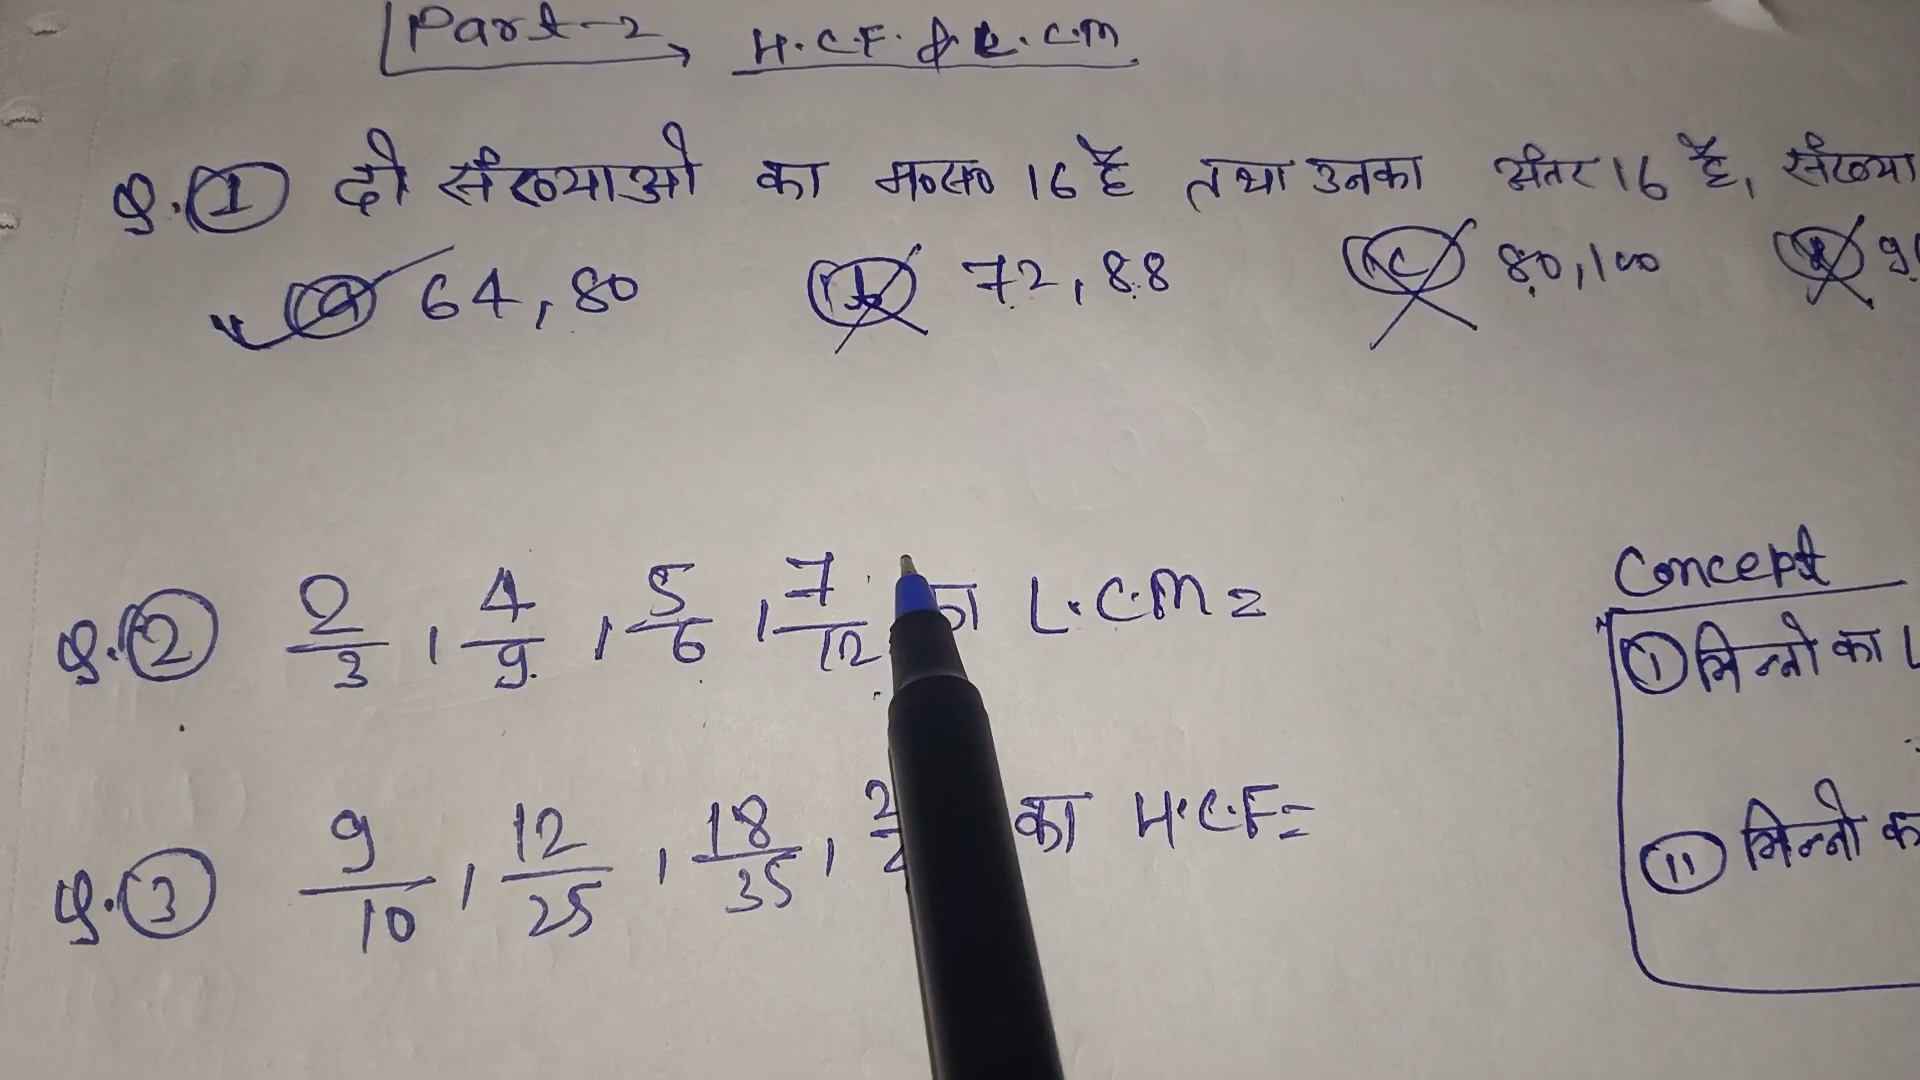 Part-2 → H.C.F. & L.C.M
Q.① दो संख्याओ का म०स० 16 है तथा उनका अंतर 16 है, संख्या
(a) 64, 80 (b) 72, 88 (c) 80, 100
Q.② 2/3, 4/9, 5/6, 7/12 का L.C.M =
Q.③ 9/10, 12/25, 18/35, का H.C.F =
Concept
① भिन्नो का L
② भिन्नो क